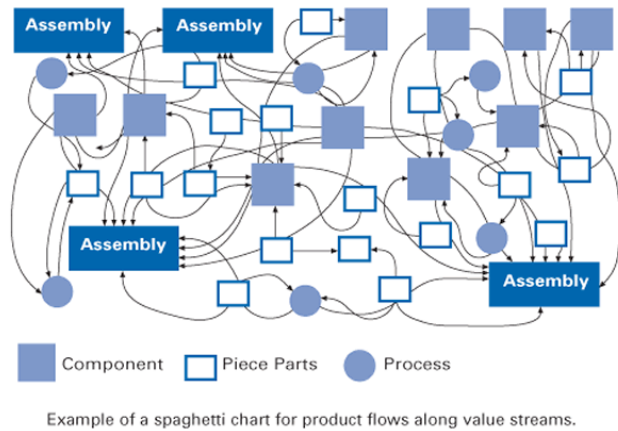 Assembly
Assembly
Assembly
Assembly
Component
Piece Parts
Process
Example of a spaghetti chart for product flows along value streams.